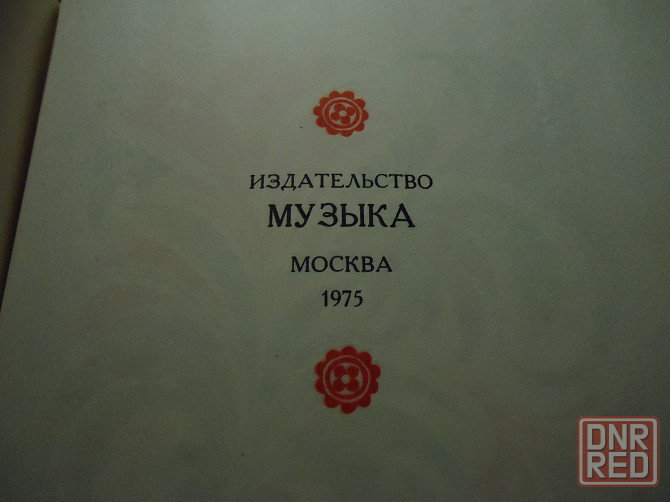 ИЗДАТЕЛЬСТВО
МУЗЫКА
МОСКВА
1975
DNR
RED